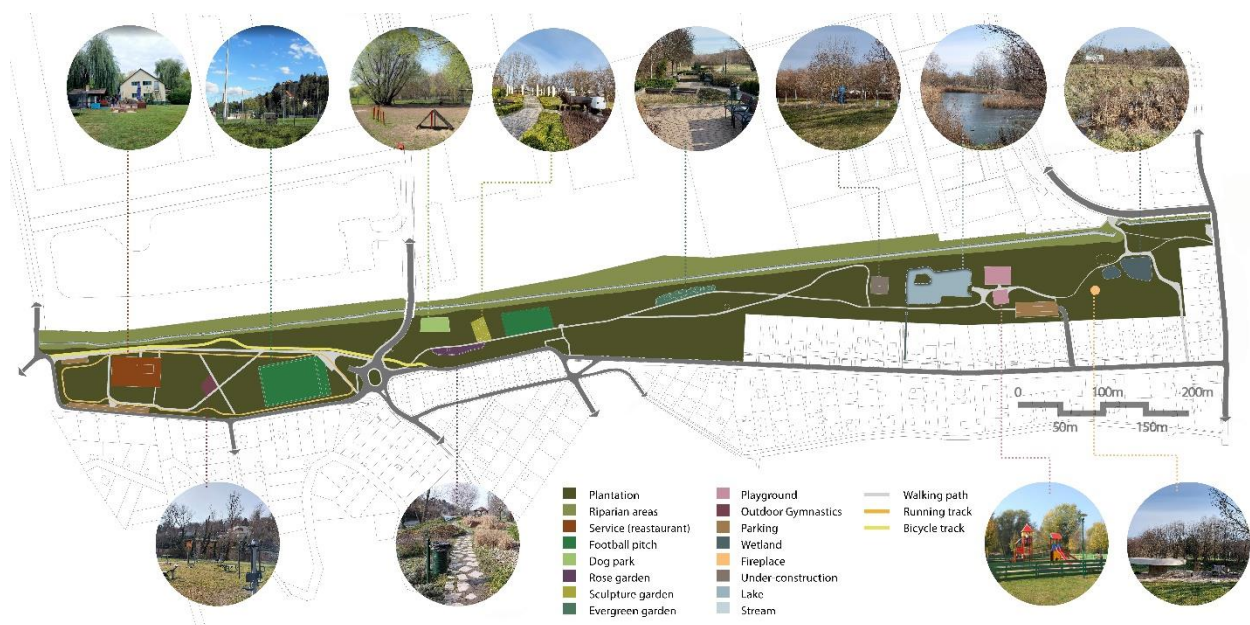 0 100m 200m
50m 150m
Plantation
Riparian areas
Service (reastaurant)
Football pitch
Dog park
Rose garden
Sculpture garden
Evergreen garden
Playground
Outdoor Gymnastics
Parking
Wetland
Fireplace
Under-construction
Lake
Stream
Walking path
Running track
Bicycle track